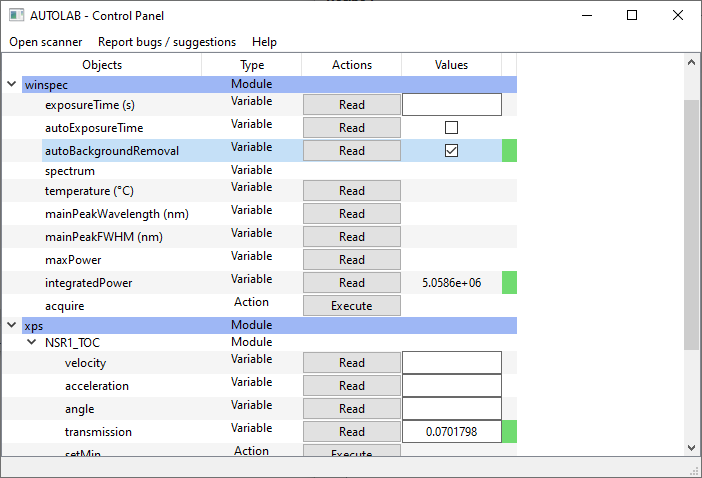 AUTOLAB - Control Panel
Open scanner Report bugs / suggestions Help
Objects Type Actions Values
winspec Module
exposureTime (s) Variable Read
autoExposureTime Variable Read
autoBackgroundRemoval Variable Read
spectrum Variable
temperature (°C) Variable Read
mainPeakWavelength (nm) Variable Read
mainPeakFWHM (nm) Variable Read
maxPower Variable Read
integratedPower Variable Read 5.0586e+06
acquire Action Execute
xps Module
NSR1_TOC Module
velocity Variable Read
acceleration Variable Read
angle Variable Read
transmission Variable Read 0.0701798
setMin Action Execute